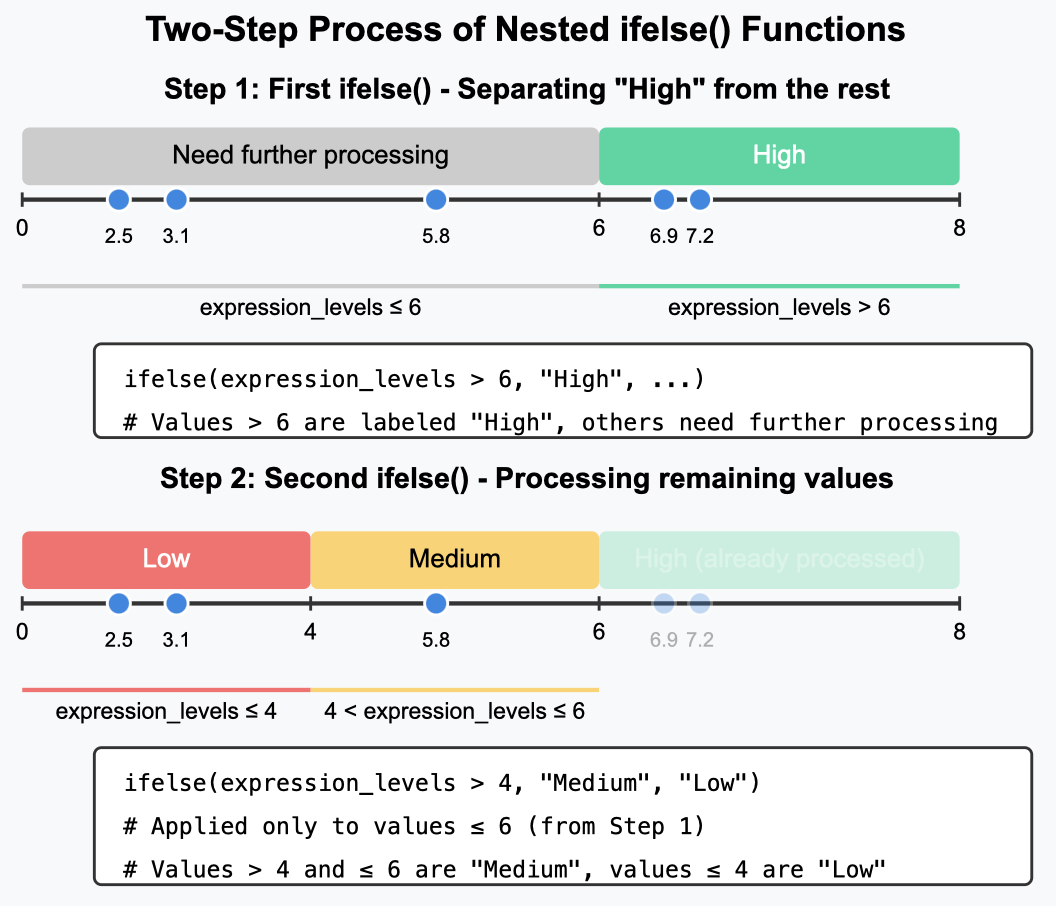 Two-Step Process of Nested ifelse() Functions
Step 1: First ifelse() - Separating "High" from the rest
Need further processing High
0 2.5 3.1 5.8 6 6.9 7.2 8
expression_levels ≤ 6 expression_levels > 6
ifelse(expression_levels > 6, "High", ...)
# Values > 6 are labeled "High", others need further processing
Step 2: Second ifelse() - Processing remaining values
Low Medium High (already processed)
0 2.5 3.1 4 5.8 6 6.9 7.2 8
expression_levels ≤ 4 4 < expression_levels ≤ 6
ifelse(expression_levels > 4, "Medium", "Low")
# Applied only to values ≤ 6 (from Step 1)
# Values > 4 and ≤ 6 are "Medium", values ≤ 4 are "Low"